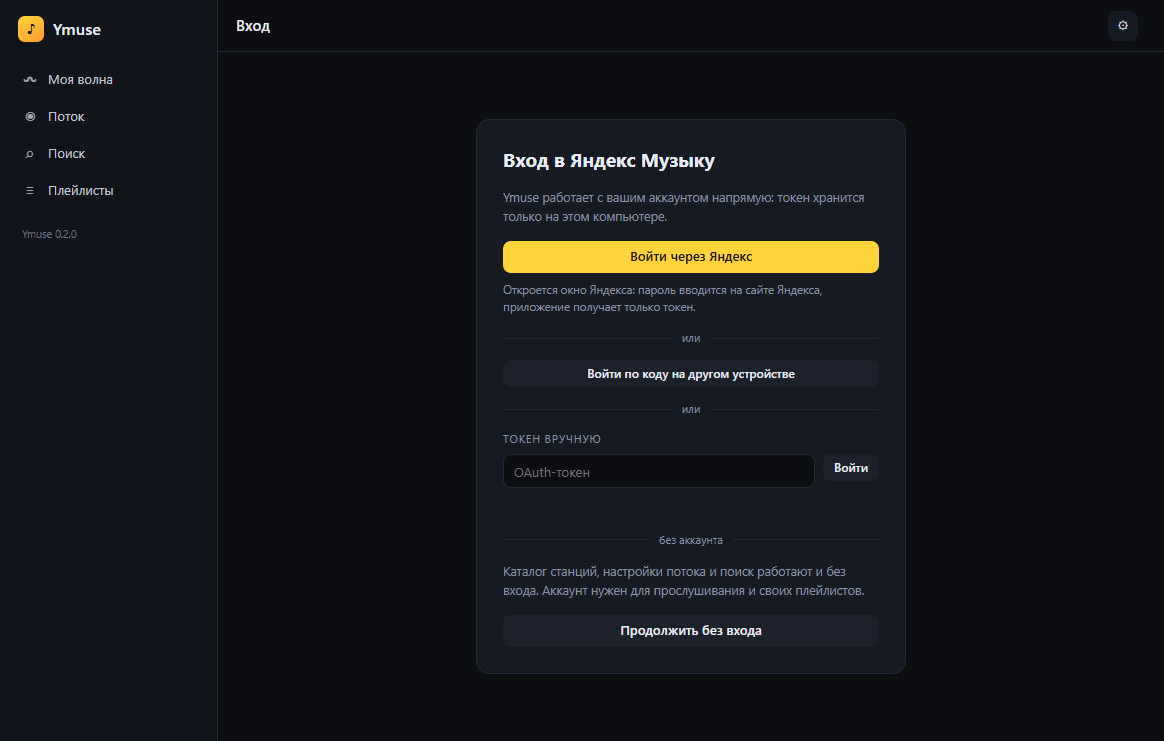 Ymuse
Вход
Моя волна
Поток
Поиск
Плейлисты
Ymuse 0.2.0
Вход в Яндекс Музыку
Ymuse работает с вашим аккаунтом напрямую: токен хранится
только на этом компьютере.
Войти через Яндекс
Откроется окно Яндекса: пароль вводится на сайте Яндекса,
приложение получает только токен.
или
Войти по коду на другом устройстве
или
ТОКЕН ВРУЧНУЮ
OAuth-токен
Войти
без аккаунта
Каталог станций, настройки потока и поиск работают и без
входа. Аккаунт нужен для прослушивания и своих плейлистов.
Продолжить без входа